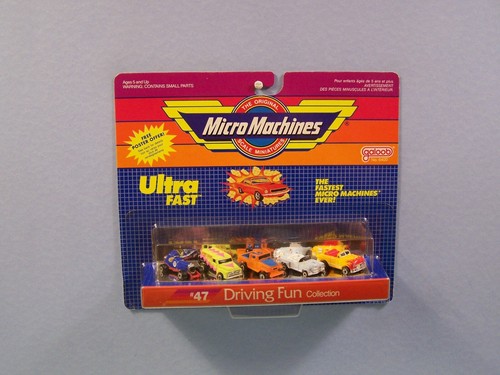 Ages 5 and Up
WARNING: CONTAINS SMALL PARTS
Pour enfants âgés de 5 ans et plus
AVERTISSEMENT
DES PIÈCES MINUSCULES À L'INTÉRIEUR
THE ORIGINAL
MicroMachines
SCALE MINIATURES
FREE
POSTER OFFER!
galoob
Ultra
FAST
THE
FASTEST
MICRO MACHINES
EVER!
#47 Driving Fun Collection